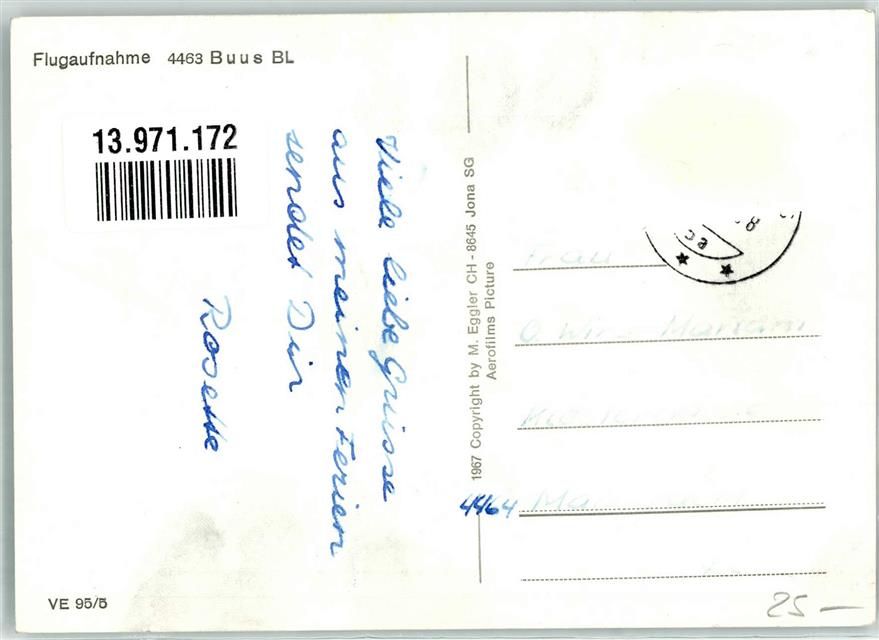 Flugaufnahme 4463 Buus BL
13.971.172
Viele liebe Grüsse
aus meinen Ferien
sendet Dir
Rosette
1967 Copyright by M. Eggler CH - 8645 Jona SG
Aerofilms Picture
Frau
4464
VE 95/5
25 —